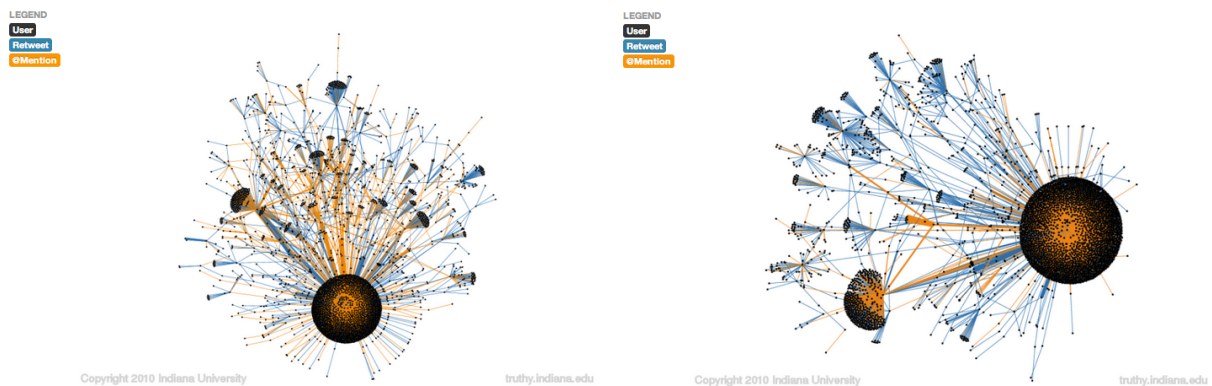 LEGEND
User
Retweet
@Mention
Copyright 2010 Indiana University
truthy.indiana.edu
LEGEND
User
Retweet
@Mention
Copyright 2010 Indiana University
truthy.indiana.edu